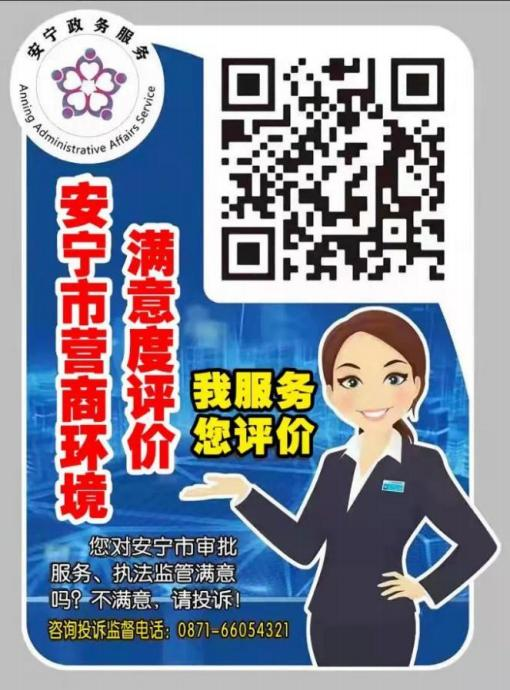 安宁政务服务
Anning Administrative Affairs Service
安宁市营商环境
满意度评价
我服务
您评价
您对安宁市审批
服务、执法监管满意
吗？不满意，请投诉！
咨询投诉监督电话：0871-66054321